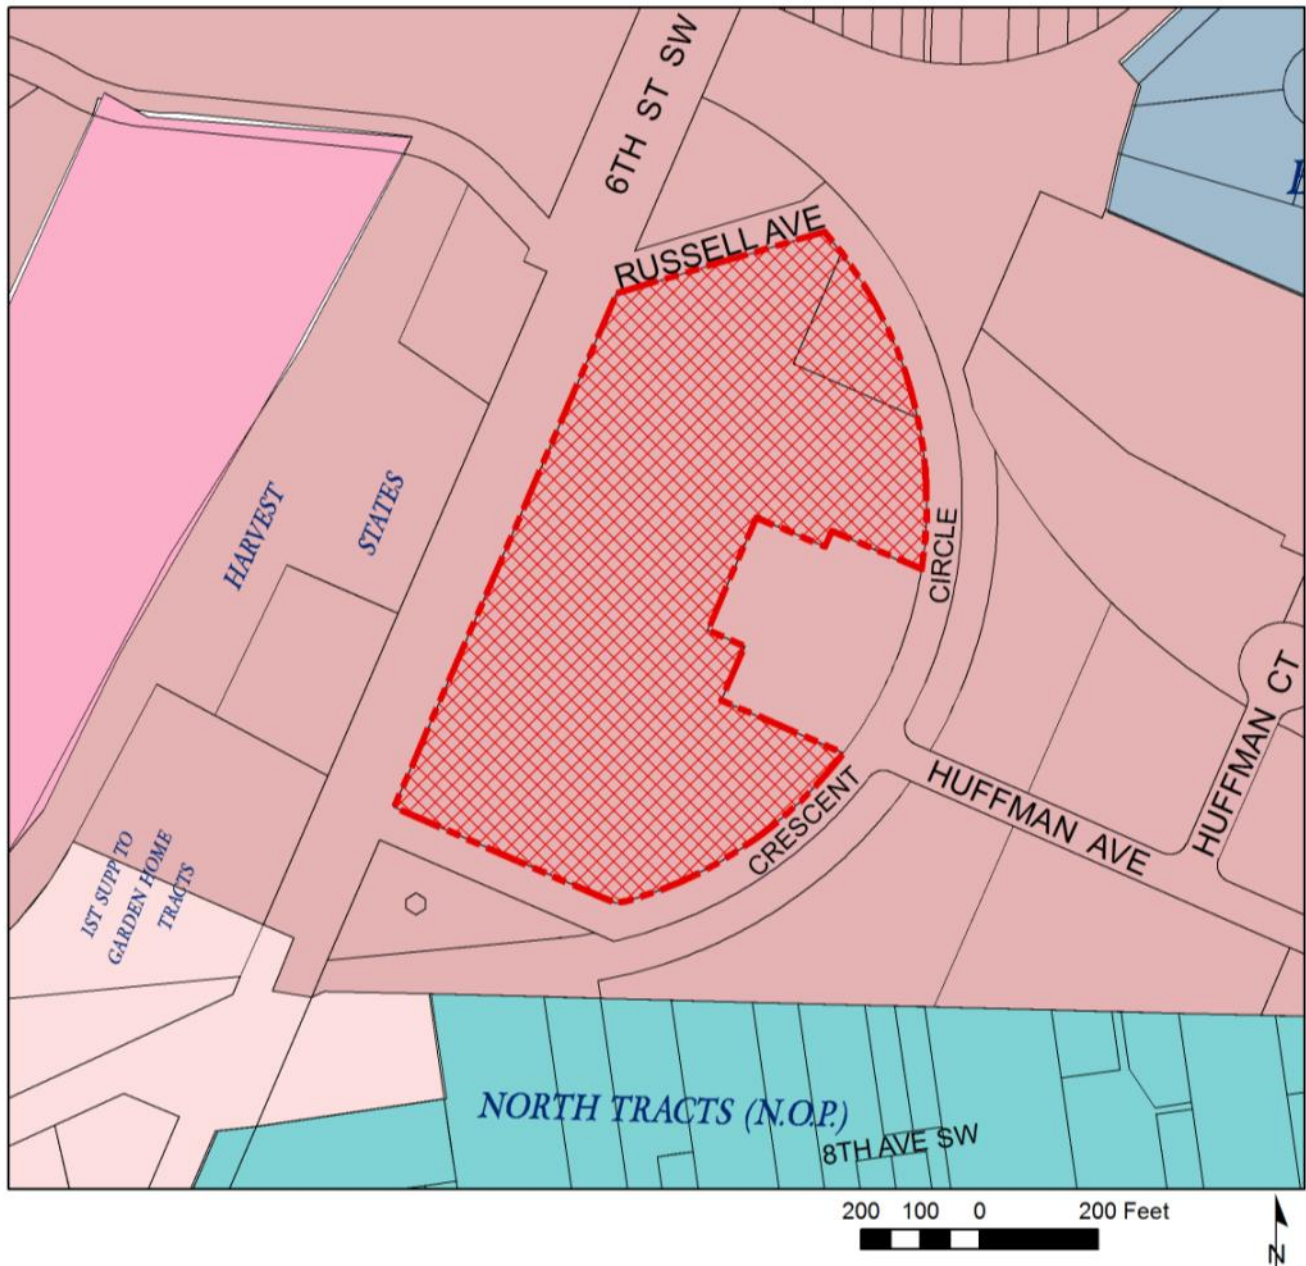 6TH ST SW
RUSSELL AVE
HARVEST
STATES
CIRCLE
HUFFMAN CT
HUFFMAN AVE
CRESCENT
1ST SUPP TO
GARDEN HOME
TRACTS
NORTH TRACTS (N.O.P.)
8TH AVE SW
200 100 0 200 Feet
N